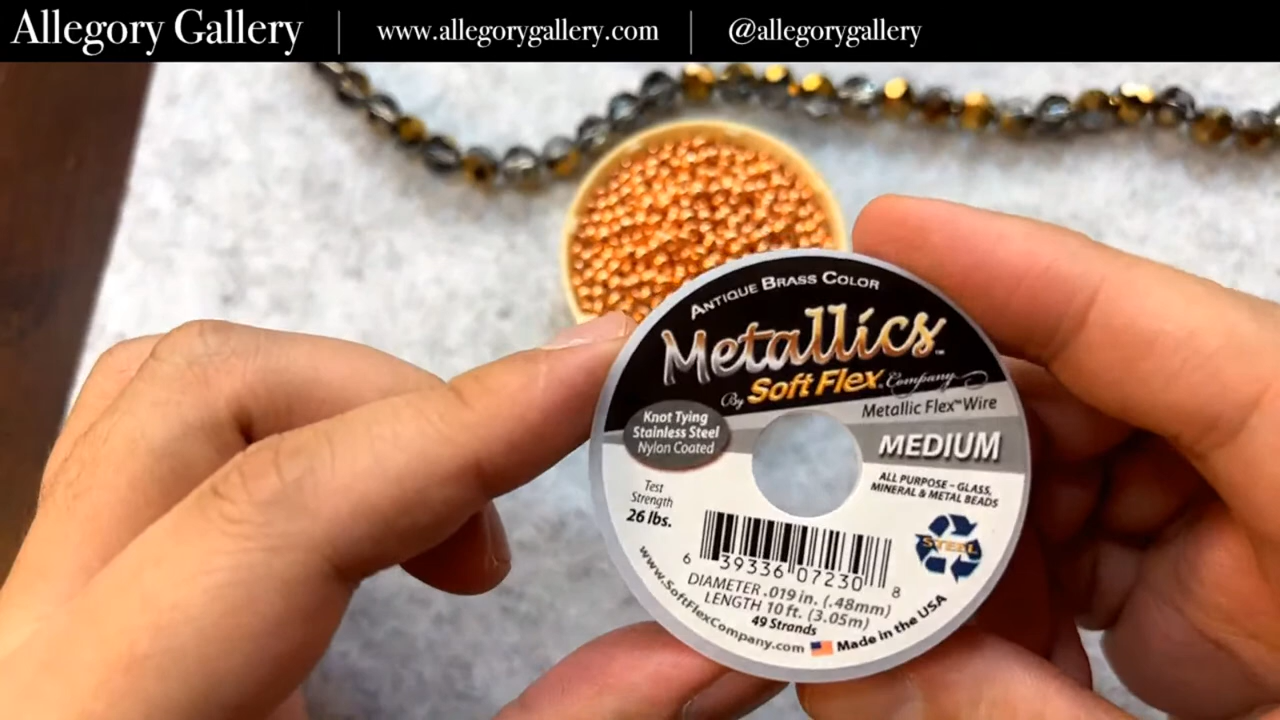 Allegory Gallery
www.allegorygallery.com
@allegorygallery
ANTIQUE BRASS COLOR
Metallics™
By Soft Flex® Company
Metallic Flex™ Wire
Knot Tying
Stainless Steel
Nylon Coated
MEDIUM
ALL PURPOSE – GLASS,
MINERAL & METAL BEADS
Test
Strength
26 lbs.
STEEL
6 39336 07230 8
DIAMETER .019 in. (.48mm)
LENGTH 10 ft. (3.05m)
49 Strands
www.SoftFlexCompany.com
Made in the USA